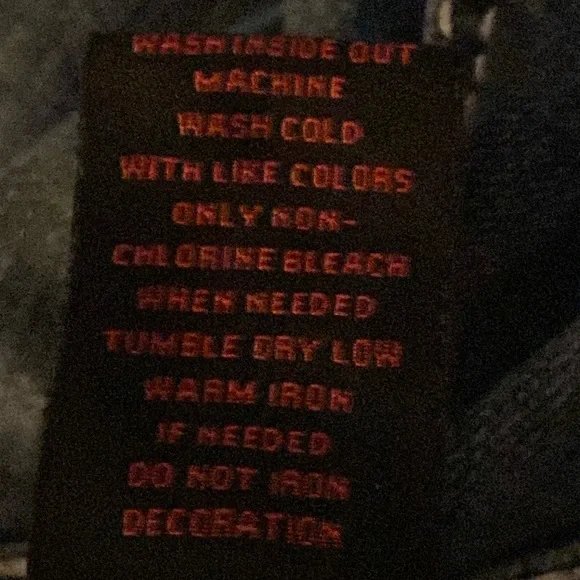 WASH INSIDE OUT
MACHINE
WASH COLD
WITH LIKE COLORS
ONLY NON-
CHLORINE BLEACH
WHEN NEEDED
TUMBLE DRY LOW
WARM IRON
IF NEEDED
DO NOT IRON
DECORATION